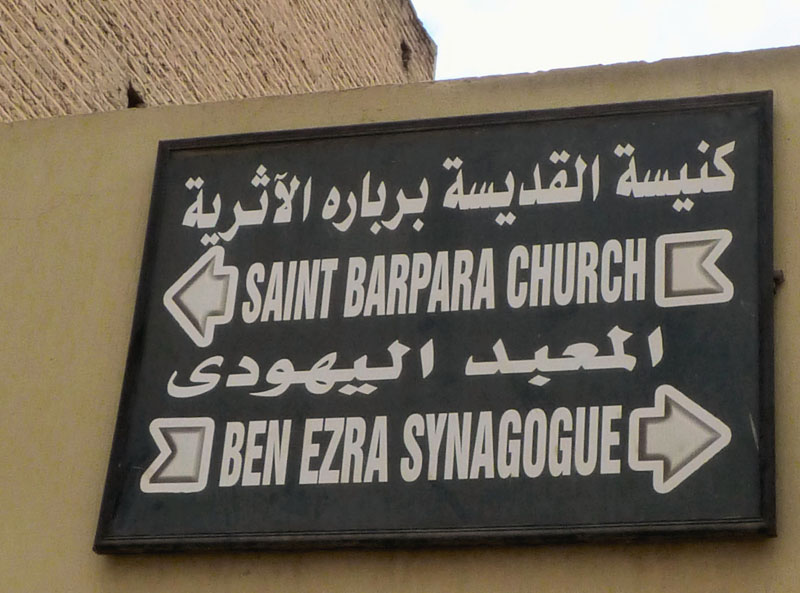 كنيسة القديسة برباره الآثرية
SAINT BARPARA CHURCH
المعبد اليهودى
BEN EZRA SYNAGOGUE